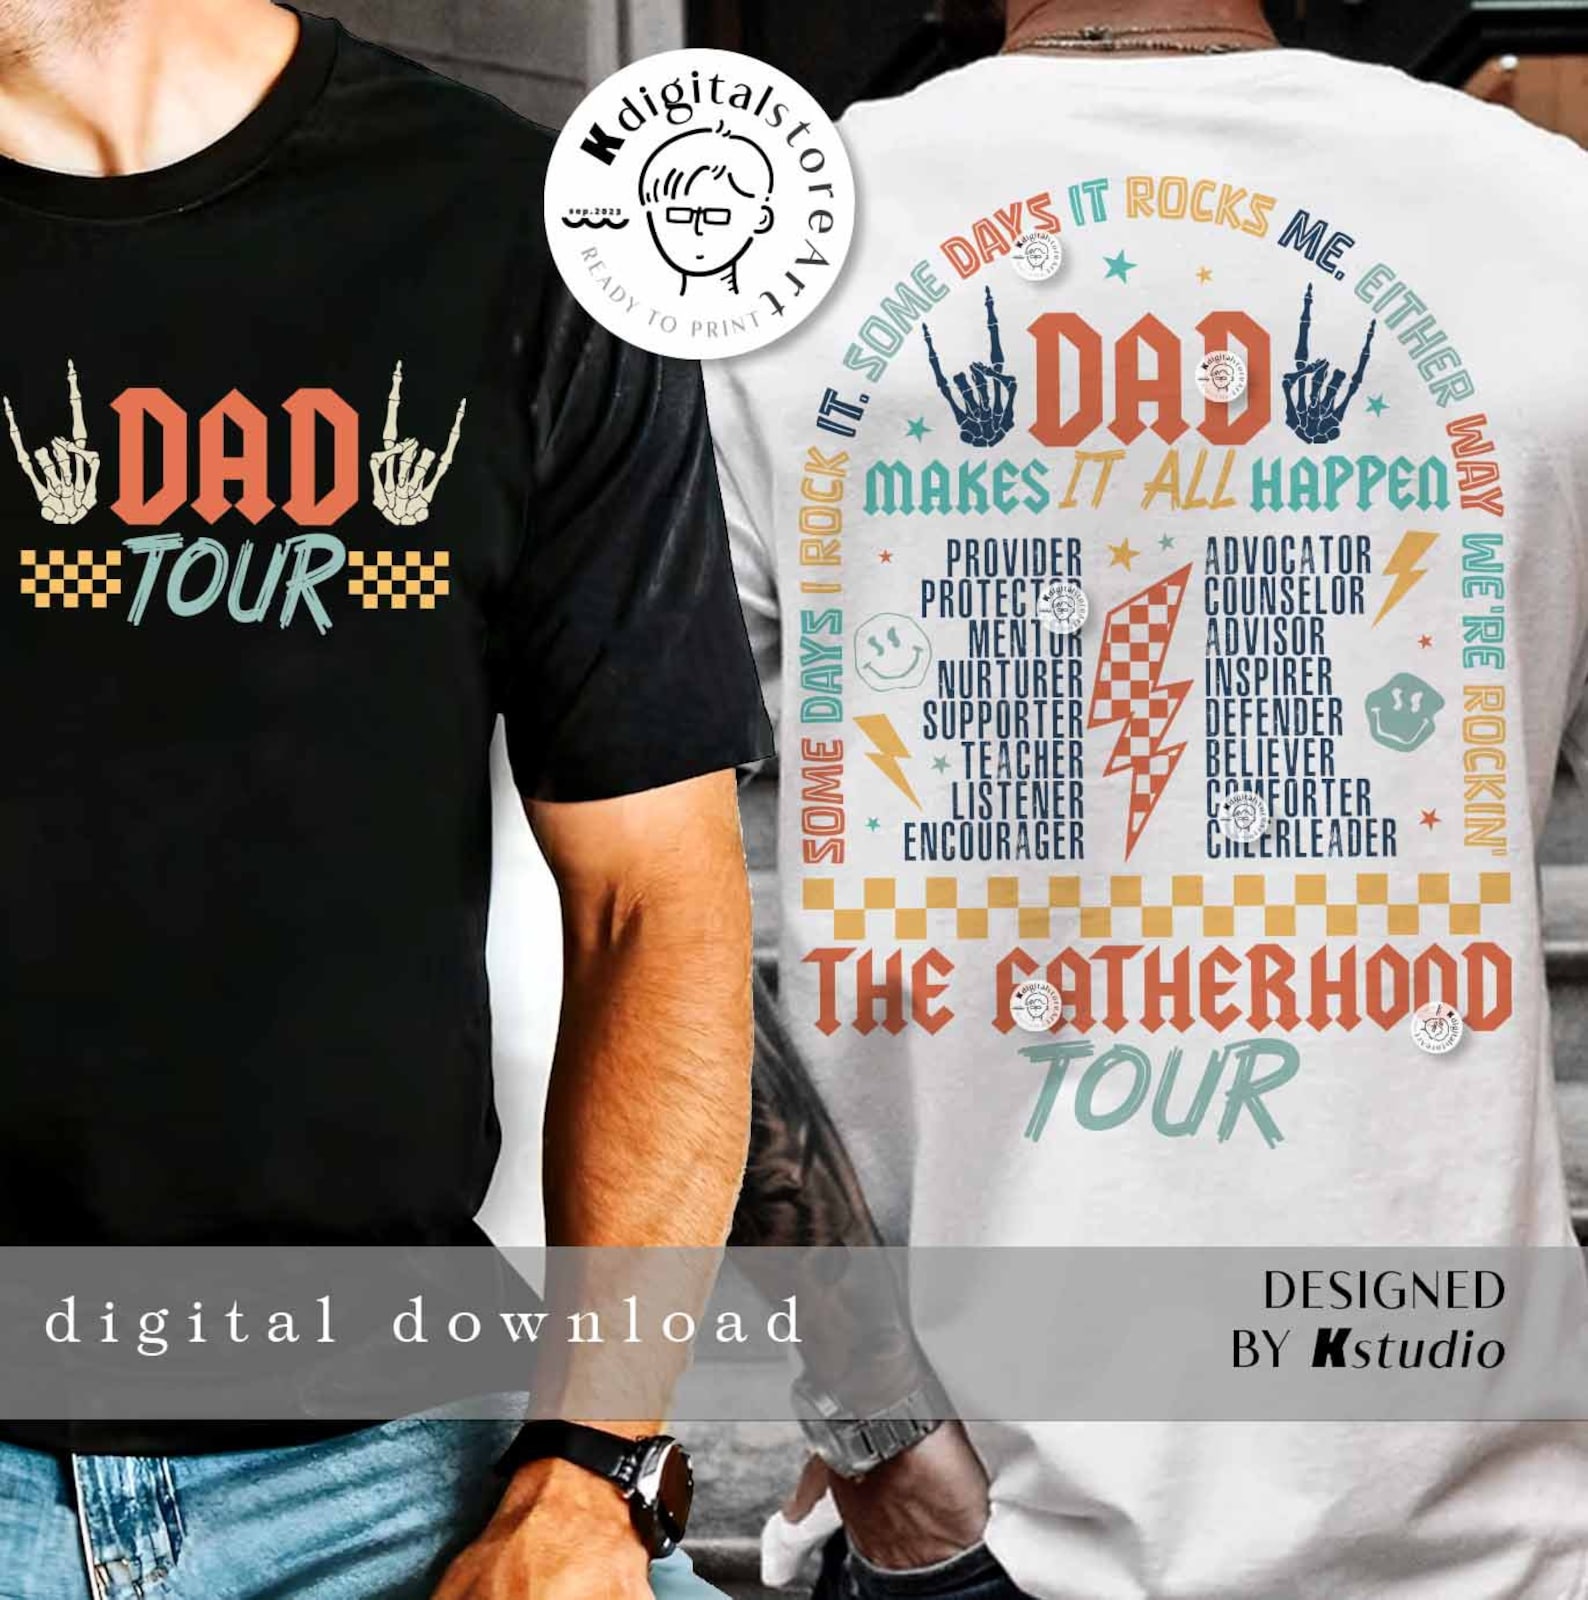 KdigitalstoreArt
sep.2023
READY TO PRINT
DAD
TOUR
SOME DAYS I ROCK IT. SOME DAYS IT ROCKS ME. EITHER WAY WE'RE ROCKIN'
DAD
MAKES IT ALL HAPPEN
PROVIDER
PROTECTOR
MENTOR
NURTURER
SUPPORTER
TEACHER
LISTENER
ENCOURAGER
ADVOCATOR
COUNSELOR
ADVISOR
INSPIRER
DEFENDER
BELIEVER
COMFORTER
CHEERLEADER
THE FATHERHOOD
TOUR
digital download
DESIGNED
BY Kstudio